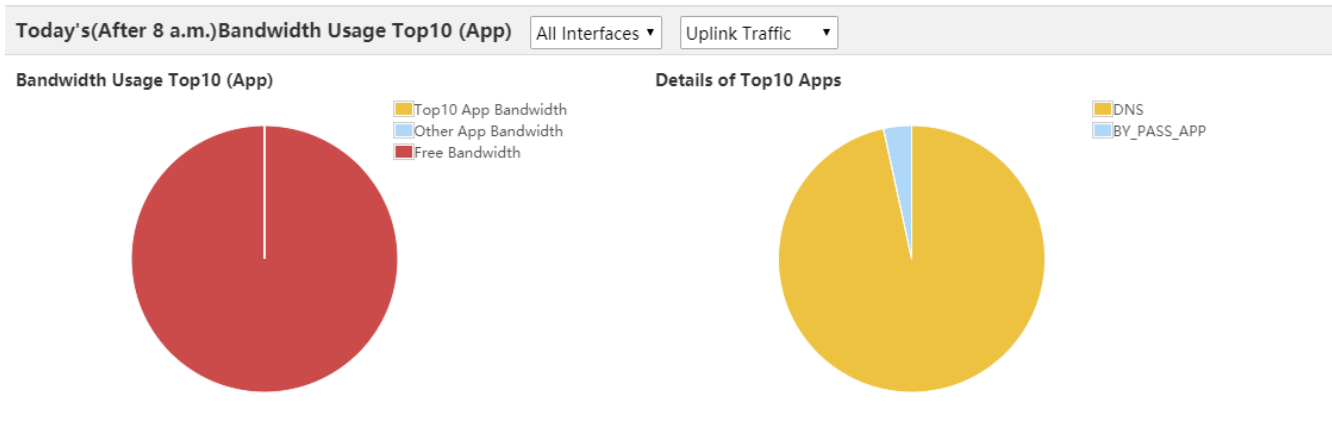 Today's(After 8 a.m.)Bandwidth Usage Top10 (App) All Interfaces Uplink Traffic
Bandwidth Usage Top10 (App)
Top10 App Bandwidth
Other App Bandwidth
Free Bandwidth
Details of Top10 Apps
DNS
BY_PASS_APP